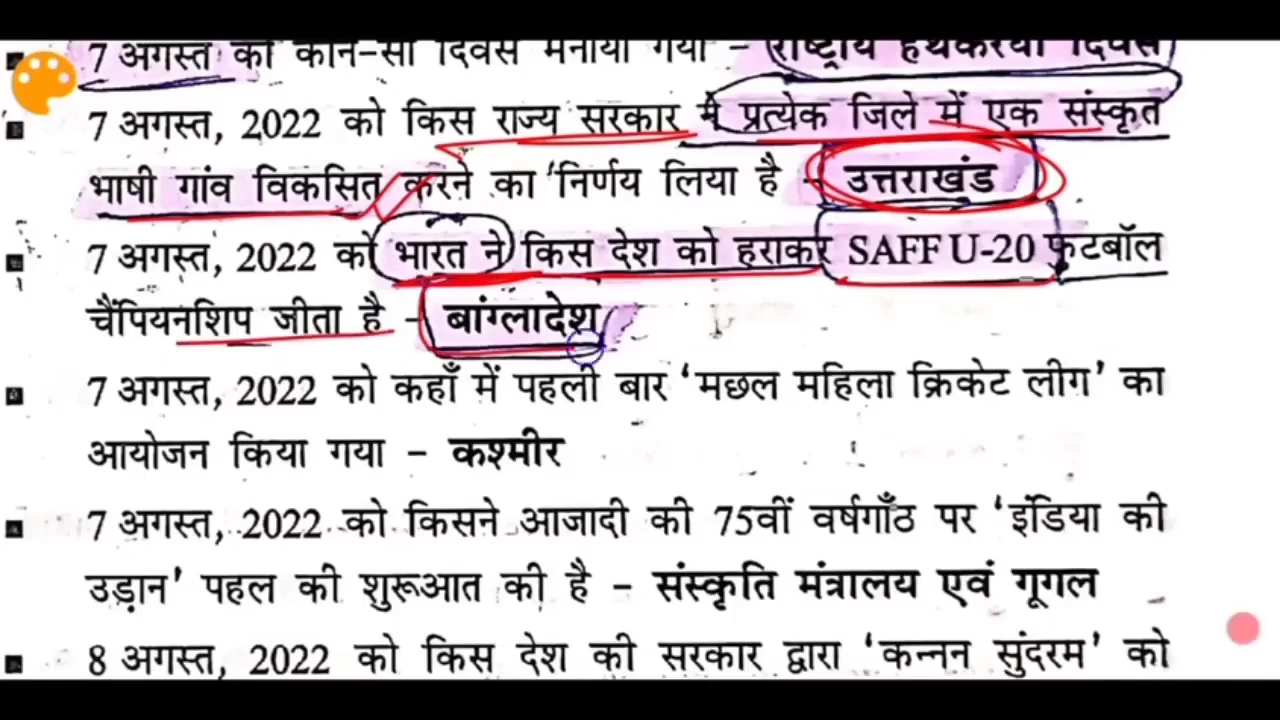 7 अगस्त को कौन-सा दिवस मनाया गया – राष्ट्रीय हथकरघा दिवस
7 अगस्त, 2022 को किस राज्य सरकार ने प्रत्येक जिले में एक संस्कृत
भाषी गांव विकसित करने का निर्णय लिया है – उत्तराखंड
7 अगस्त, 2022 को भारत ने किस देश को हराकर SAFF U-20 फुटबॉल
चैंपियनशिप जीता है – बांग्लादेश
7 अगस्त, 2022 को कहाँ में पहली बार ‘मछल महिला क्रिकेट लीग’ का
आयोजन किया गया – कश्मीर
7 अगस्त, 2022 को किसने आजादी की 75वीं वर्षगाँठ पर ‘इंडिया की
उड़ान’ पहल की शुरूआत की है – संस्कृति मंत्रालय एवं गूगल
8 अगस्त, 2022 को किस देश की सरकार द्वारा ‘कन्नन सुंदरम’ को